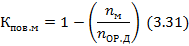 Кпов.м = 1 − (nм / nОР.Д) (3.31)